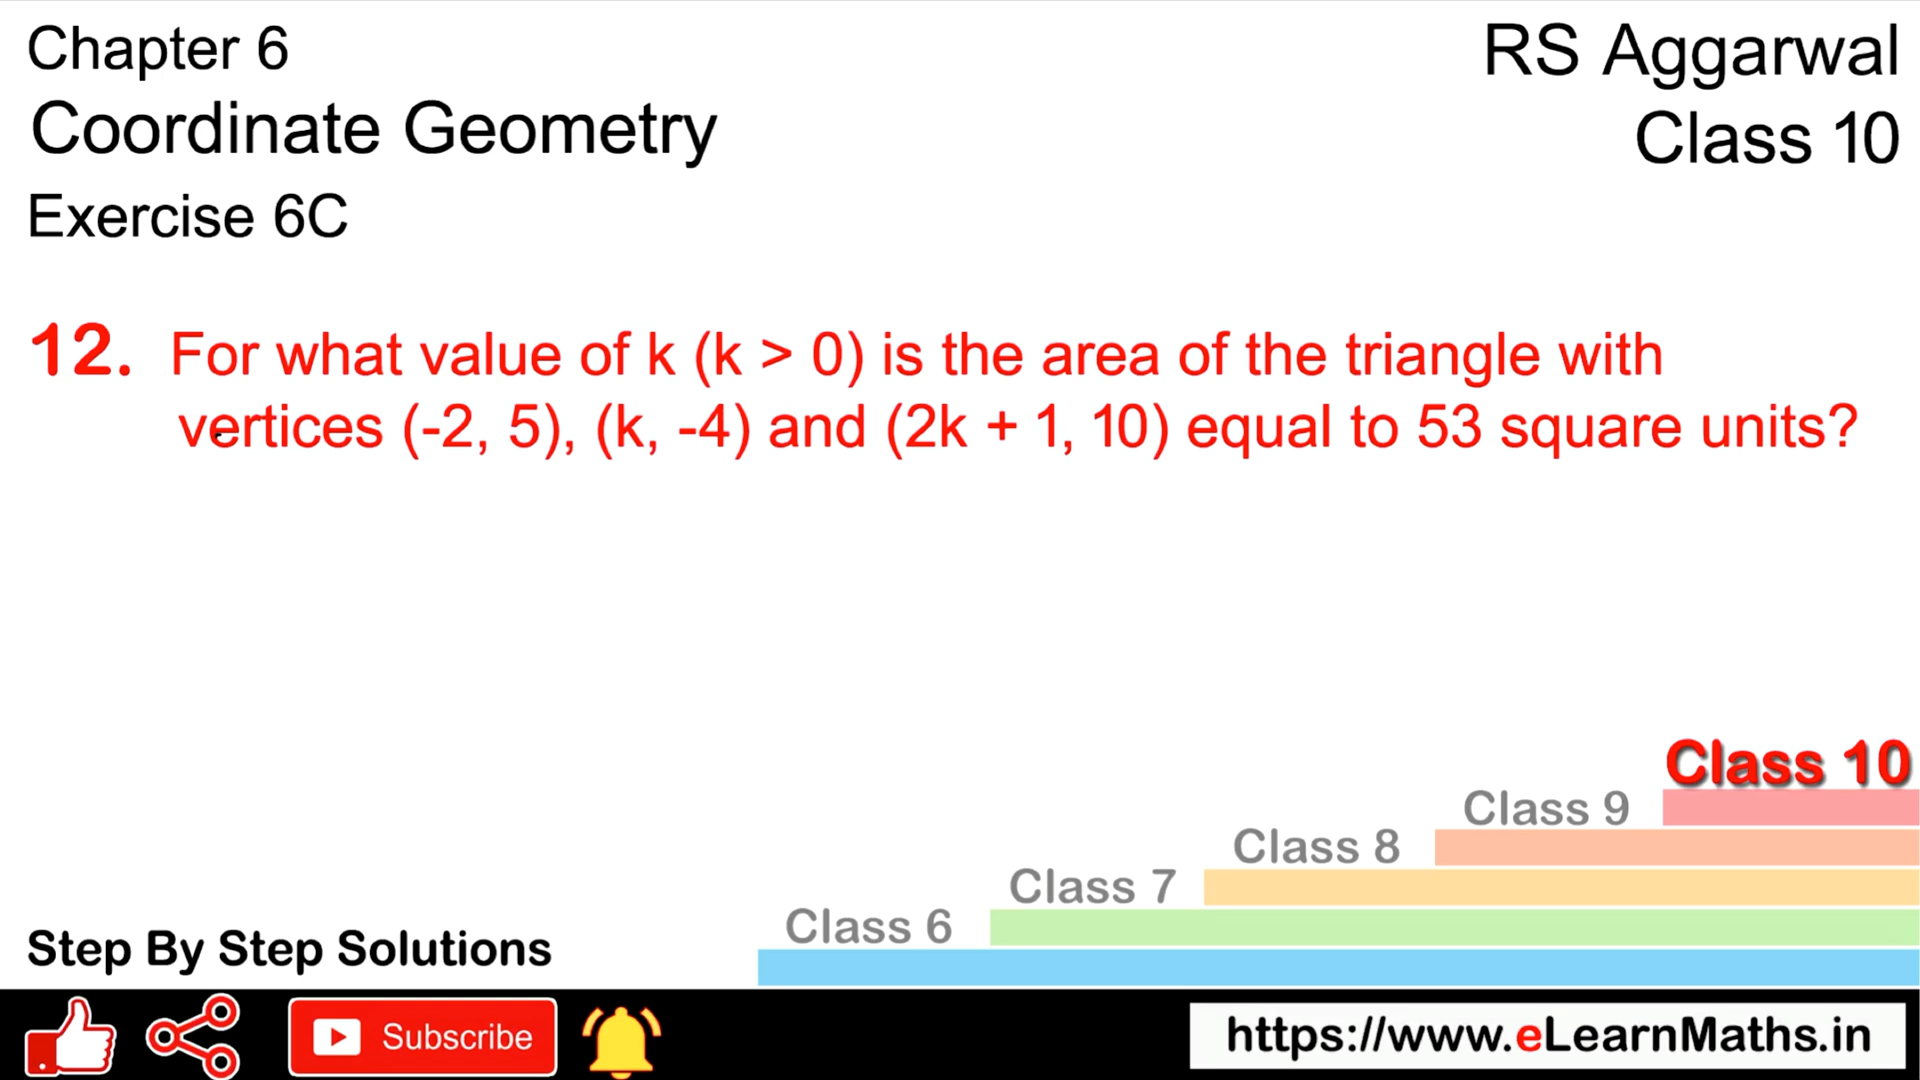 Chapter 6
RS Aggarwal
Coordinate Geometry
Class 10
Exercise 6C
12. For what value of k (k > 0) is the area of the triangle with
vertices (-2, 5), (k, -4) and (2k + 1, 10) equal to 53 square units?
Class 10
Class 9
Class 8
Class 7
Class 6
Step By Step Solutions
Subscribe
https://www.eLearnMaths.in